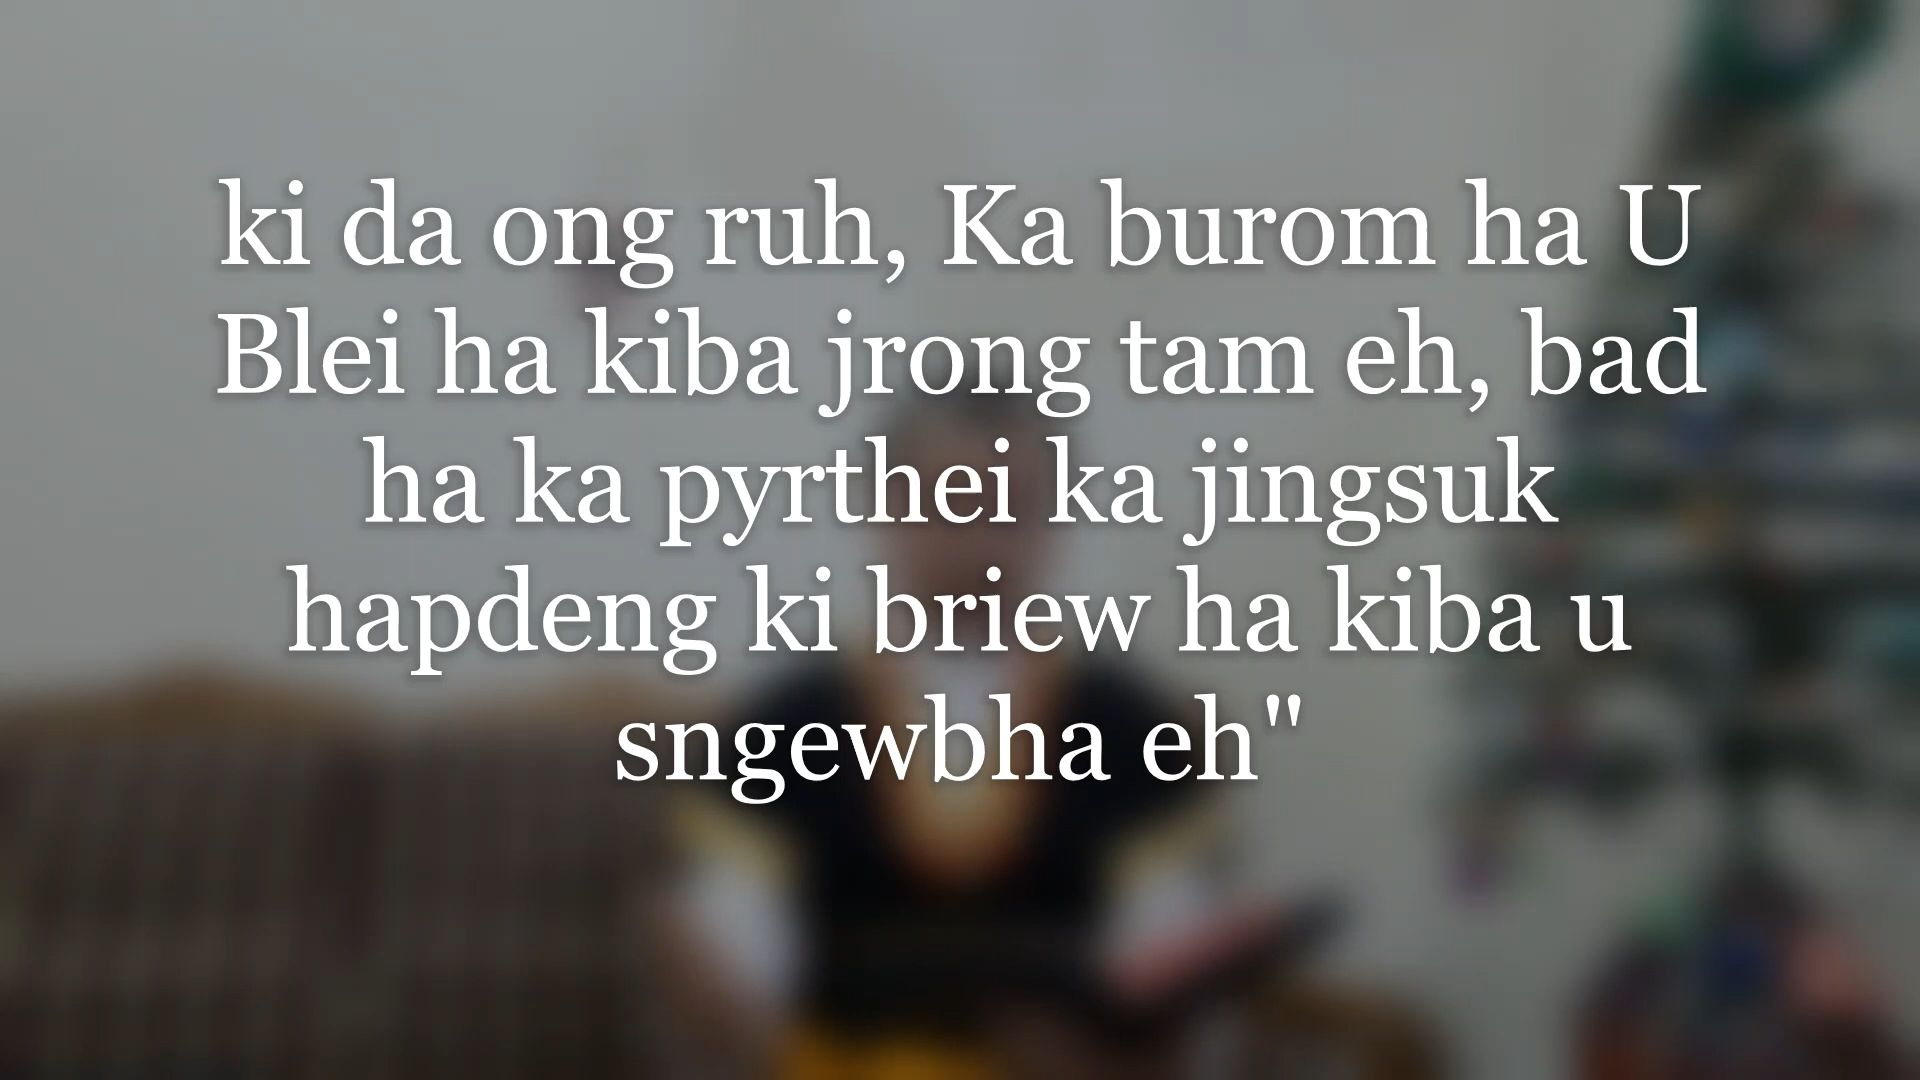 ki da ong ruh, Ka burom ha U
Blei ha kiba jrong tam eh, bad
ha ka pyrthei ka jingsuk
hapdeng ki briew ha kiba u
sngewbha eh"